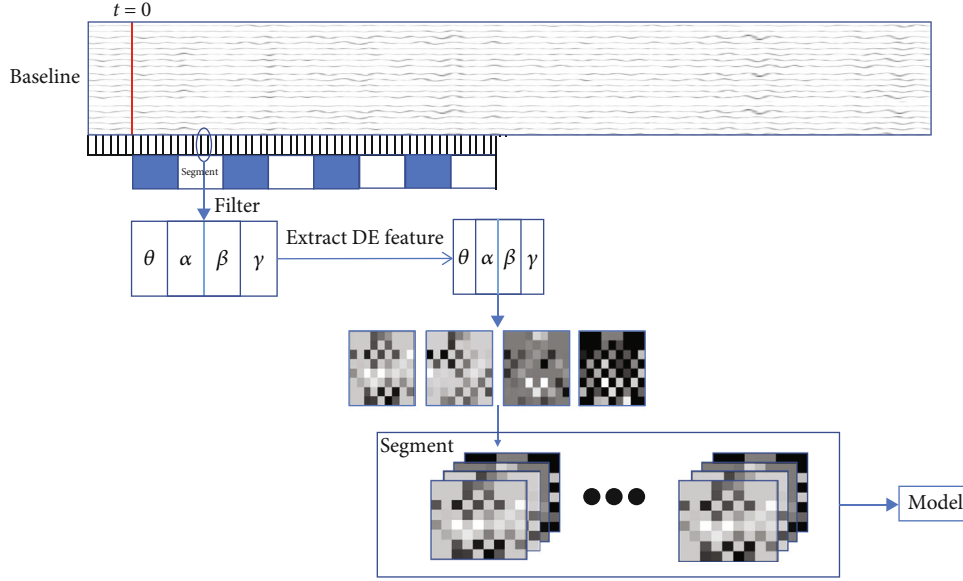 t = 0
Baseline
Segment
Filter
θ α β γ
Extract DE feature
θ α β γ
Segment
Model